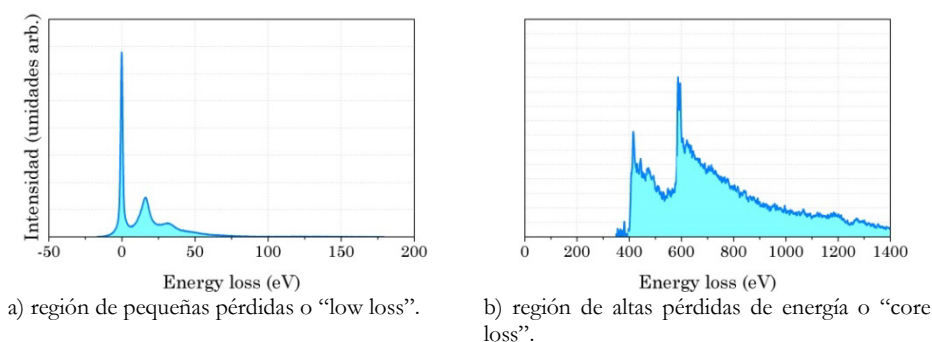 Intensidad (unidades arb.)
-50 0 50 100 150 200
Energy loss (eV)
a) región de pequeñas pérdidas o “low loss”.
0 200 400 600 800 1000 1200 1400
Energy loss (eV)
b) región de altas pérdidas de energía o “core
loss”.